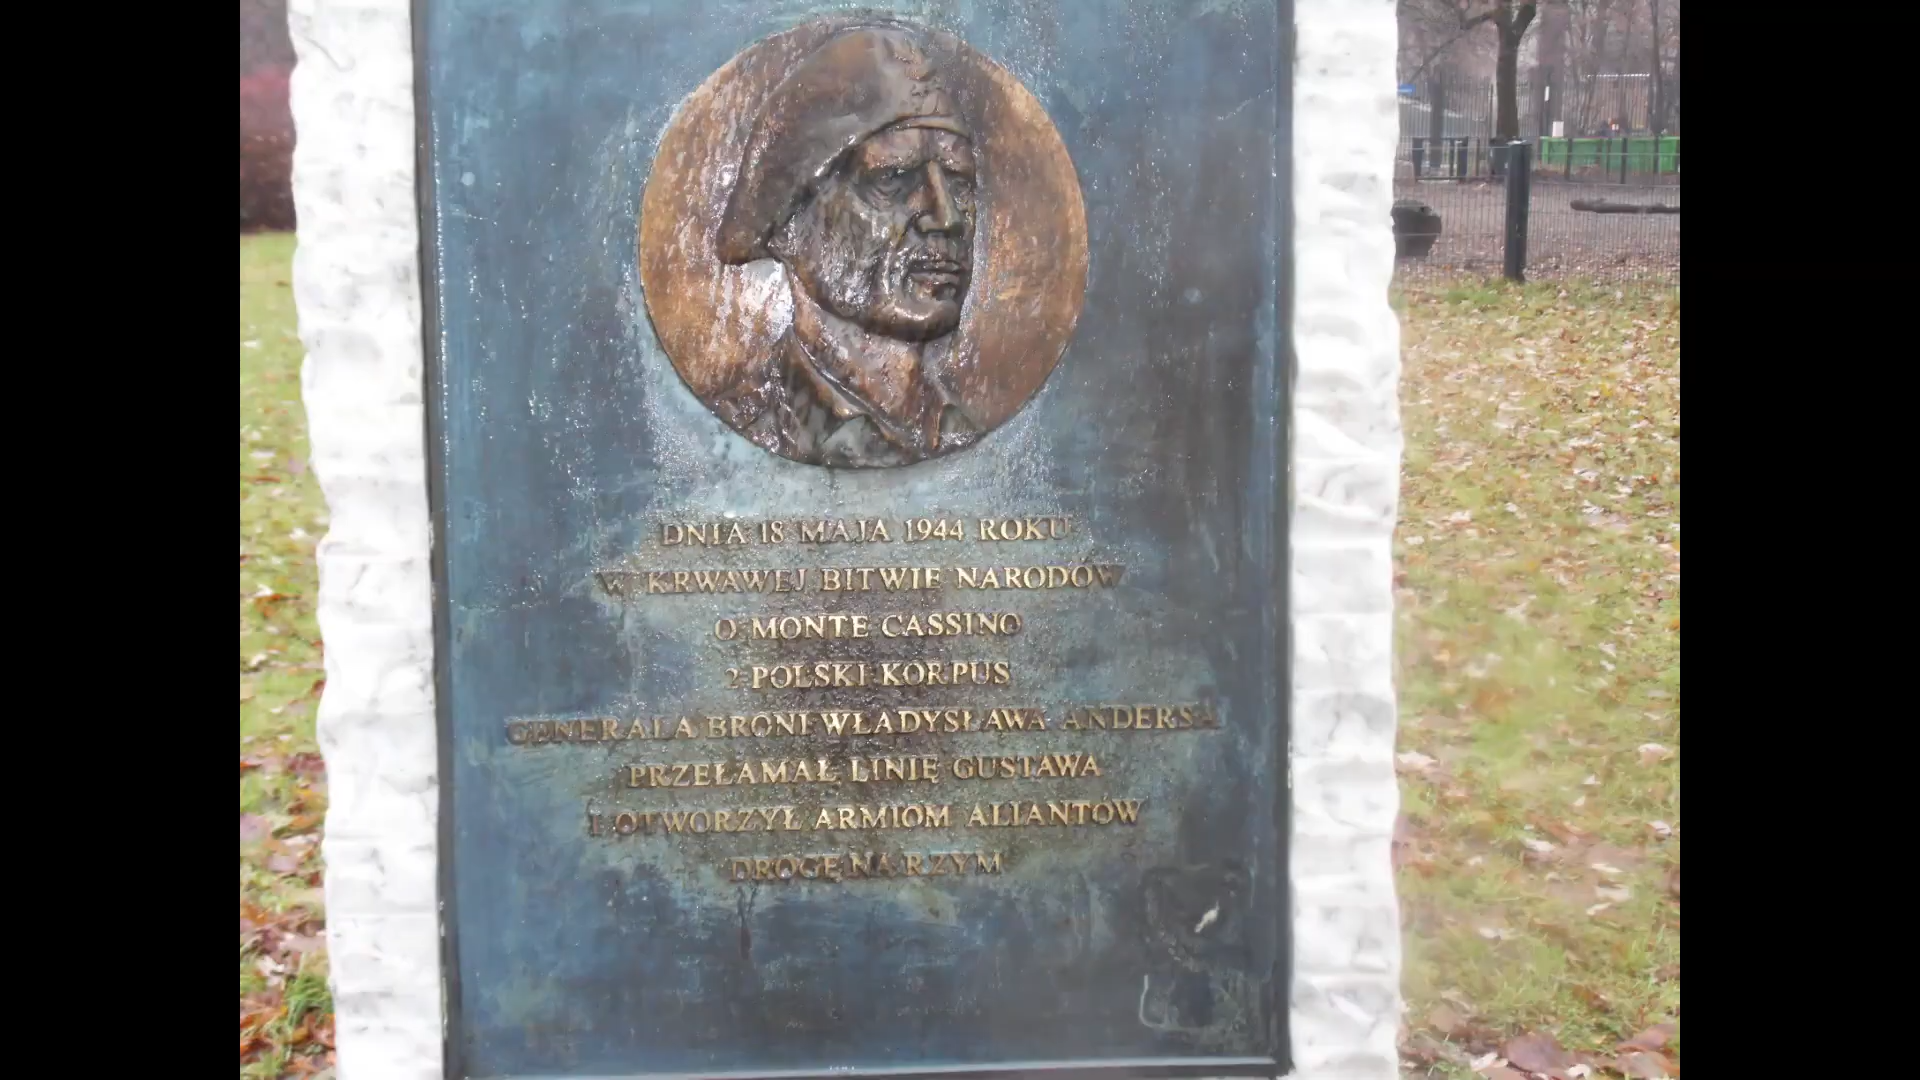 DNIA 18 MAJA 1944 ROKU
W KRWAWEJ BITWIE NARODÓW
O MONTE CASSINO
2 POLSKI KORPUS
GENERAŁA BRONI WŁADYSŁAWA ANDERSA
PRZEŁAMAŁ LINIĘ GUSTAWA
I OTWORZYŁ ARMIOM ALIANTÓW
DROGĘ NA RZYM